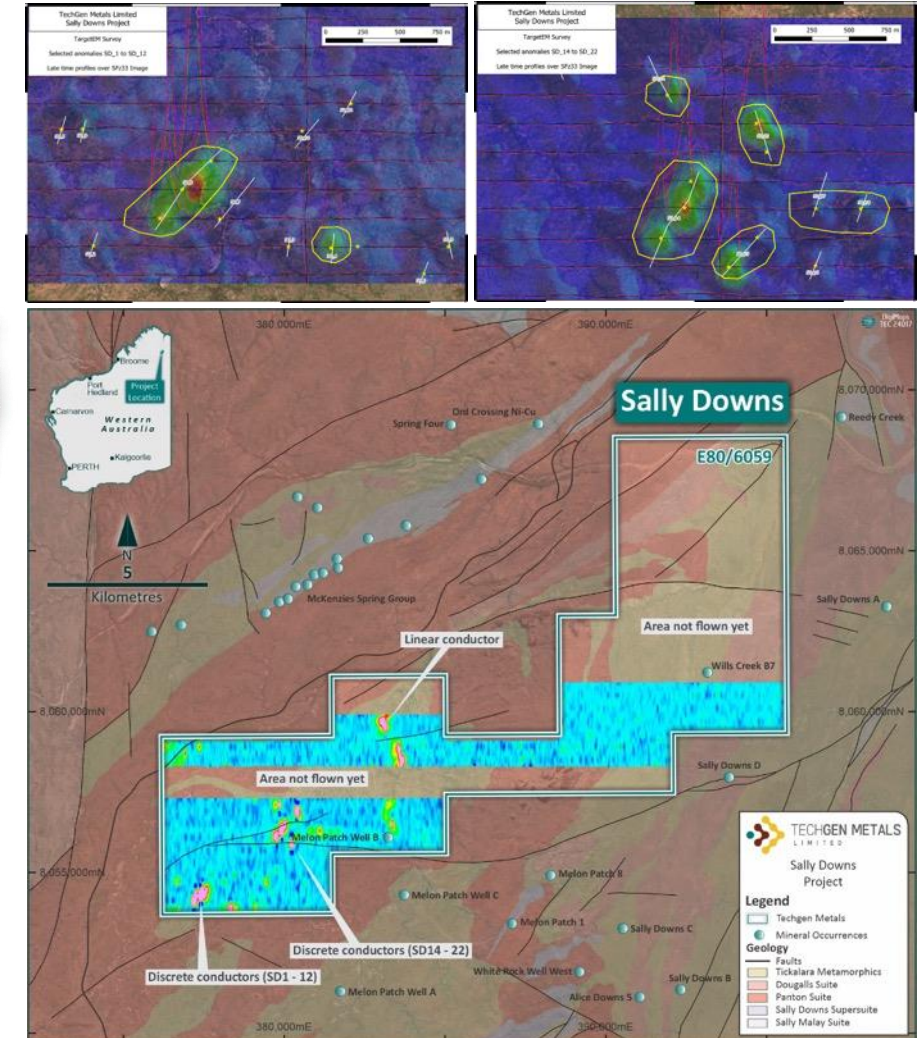 TechGen Metals Limited
Sally Downs Project
TargetEM Survey
Selected anomalies SD_1 to SD_12
Late time profiles over SFz33 Image
0 250 500 750 m
TechGen Metals Limited
Sally Downs Project
TargetEM Survey
Selected anomalies SD_14 to SD_22
Late time profiles over SFz33 Image
0 250 500 750 m
380,000mE
390,000mE
DigMaps
TEC 24017
Broome
Port
Hedland
Project
Location
Carnarvon
Western
Australia
Kalgoorlie
PERTH
N
5
Kilometres
Ord Crossing Ni-Cu
Spring Four
Sally Downs
E80/6059
8,070,000mN
Reedy Creek
8,065,000mN
McKenzies Spring Group
Sally Downs A
Linear conductor
Area not flown yet
Wills Creek B7
8,060,000mN
8,060,000mN
Area not flown yet
Sally Downs D
Melon Patch Well B
8,055,000mN
Melon Patch 8
Melon Patch Well C
Melon Patch 1
Sally Downs C
Discrete conductors (SD14 - 22)
Discrete conductors (SD1 - 12)
White Rock Well West
Sally Downs B
Melon Patch Well A
Alice Downs 5
380,000mE
390,000mE
TECHGEN METALS
LIMITED
Sally Downs
Project
Legend
Techgen Metals
Mineral Occurrences
Geology
Faults
Tickalara Metamorphics
Dougalls Suite
Panton Suite
Sally Downs Supersuite
Sally Malay Suite